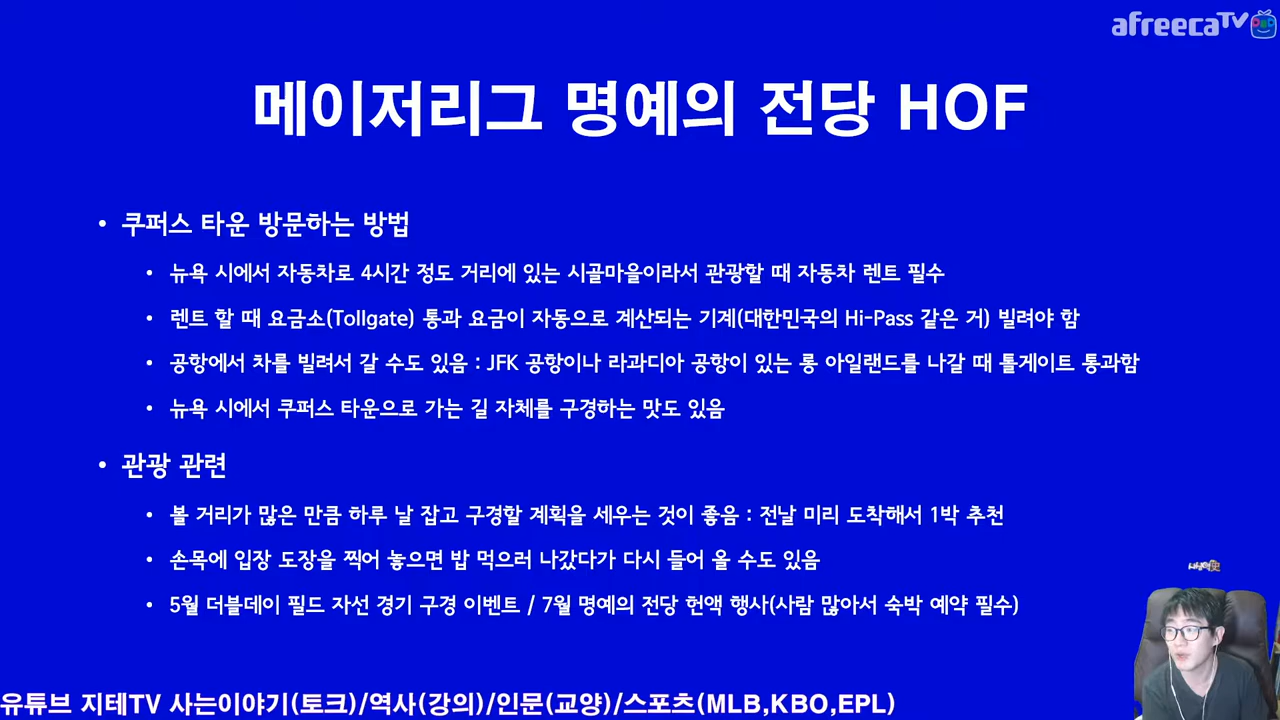 afreecaTV
메이저리그 명예의 전당 HOF
• 쿠퍼스 타운 방문하는 방법
• 뉴욕 시에서 자동차로 4시간 정도 거리에 있는 시골마을이라서 관광할 때 자동차 렌트 필수
• 렌트 할 때 요금소(Tollgate) 통과 요금이 자동으로 계산되는 기계(대한민국의 Hi-Pass 같은 거) 빌려야 함
• 공항에서 차를 빌려서 갈 수도 있음 : JFK 공항이나 라과디아 공항이 있는 롱 아일랜드를 나갈 때 톨게이트 통과함
• 뉴욕 시에서 쿠퍼스 타운으로 가는 길 자체를 구경하는 맛도 있음
• 관광 관련
• 볼 거리가 많은 만큼 하루 날 잡고 구경할 계획을 세우는 것이 좋음 : 전날 미리 도착해서 1박 추천
• 손목에 입장 도장을 찍어 놓으면 밥 먹으러 나갔다가 다시 들어 올 수도 있음
• 5월 더블데이 필드 자선 경기 구경 이벤트 / 7월 명예의 전당 헌액 행사(사람 많아서 숙박 예약 필수)
유튜브 지테TV 사는이야기(토크)/역사(강의)/인문(교양)/스포츠(MLB,KBO,EPL)